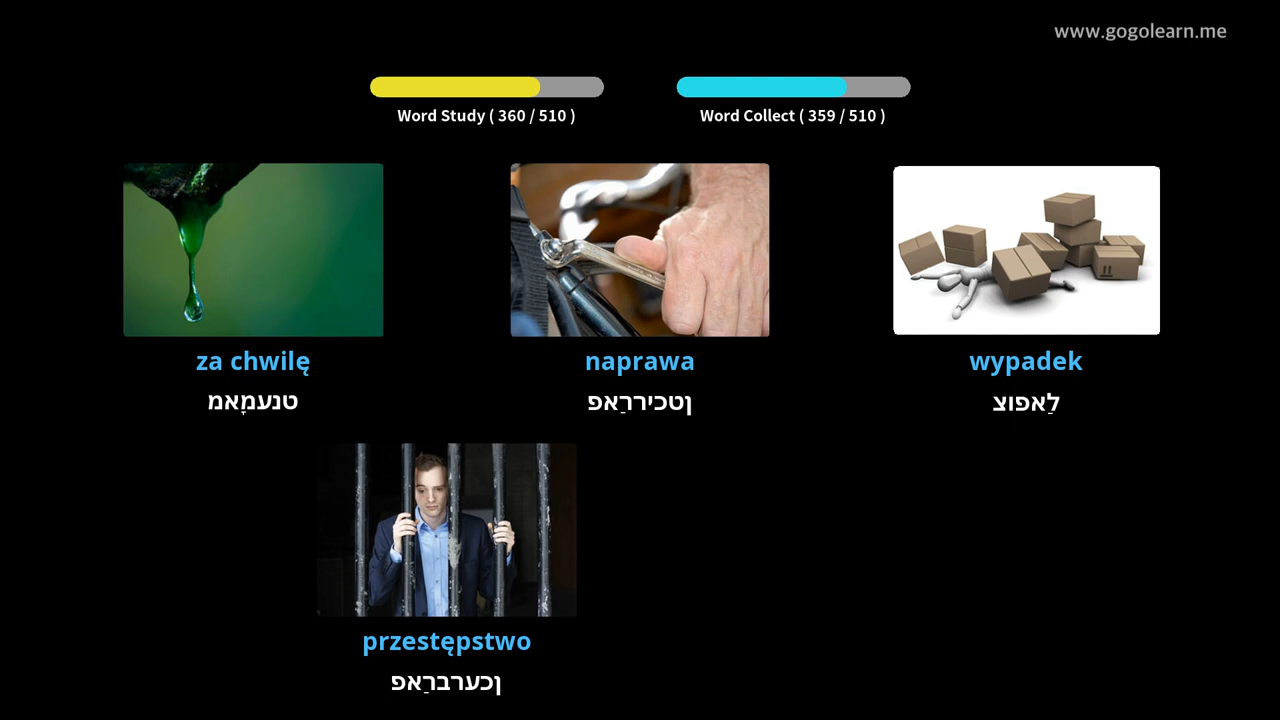 www.gogolearn.me
Word Study ( 360 / 510 )
Word Collect ( 359 / 510 )
za chwilę
naprawa
wypadek
טנעמָאמ
ןטכיררַאפ
לַאפוצ
przestępstwo
ןכערברַאפ